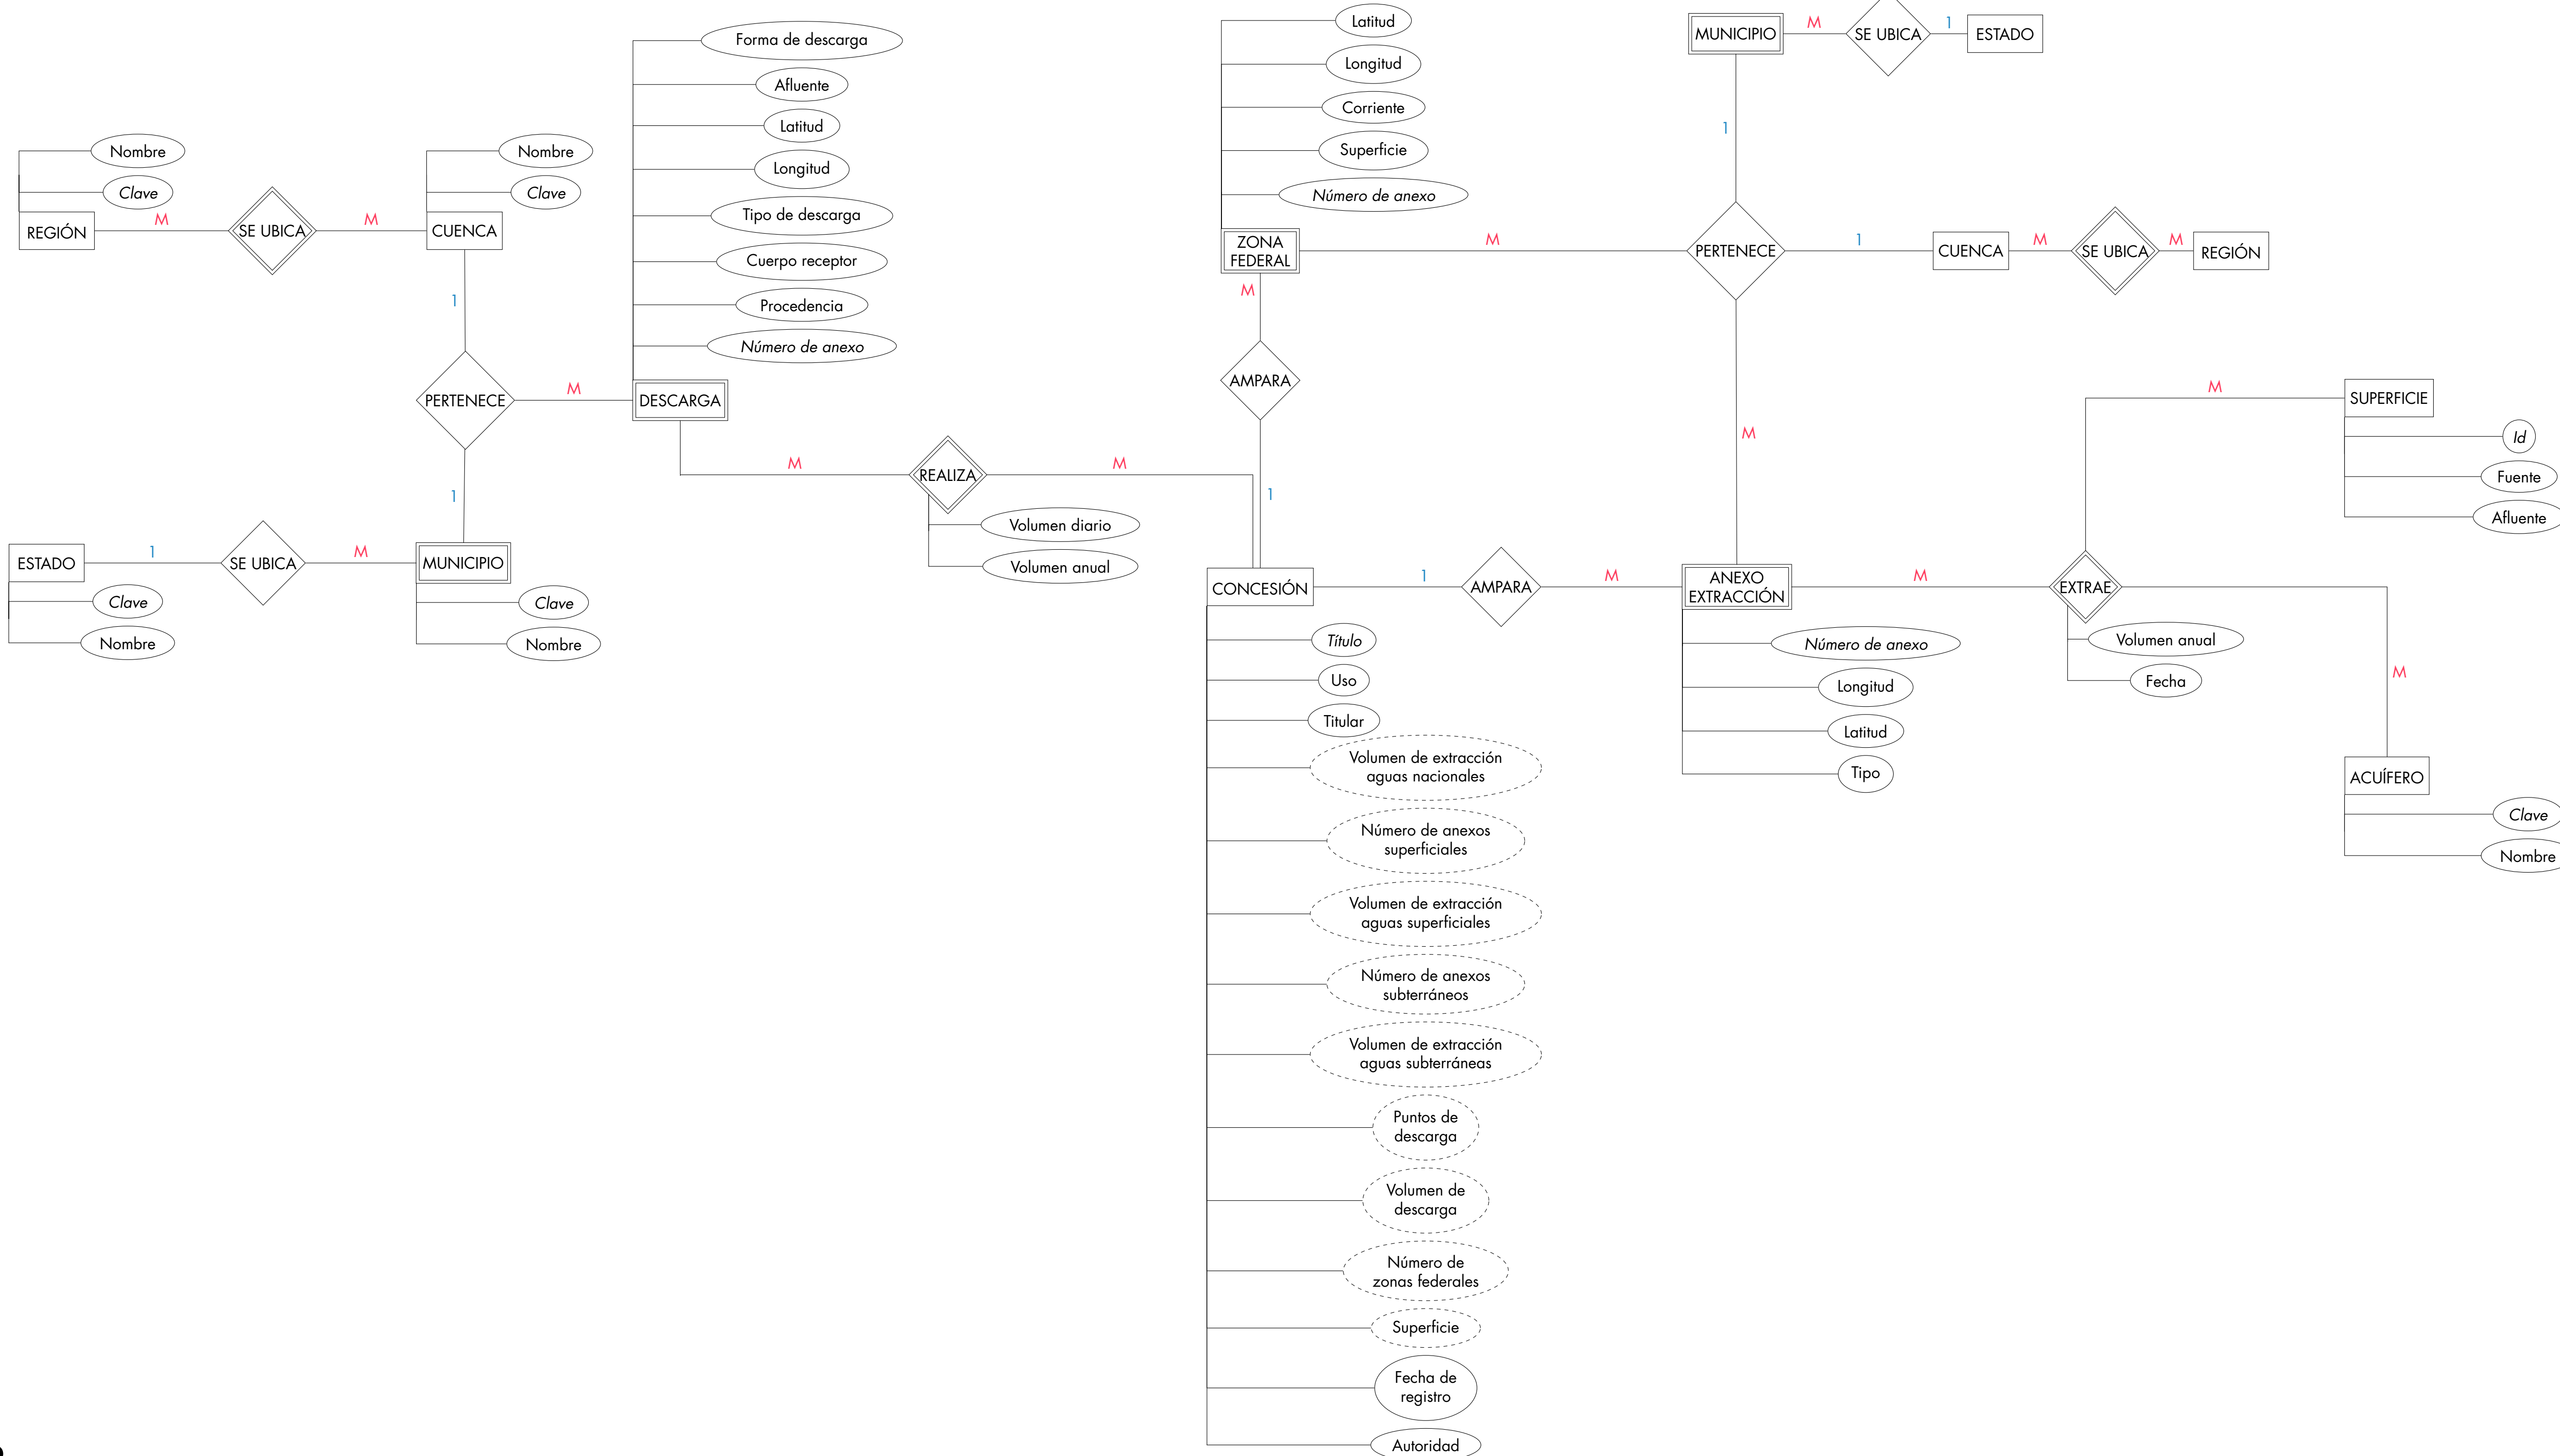 Forma de descarga
Afluente
Latitud
Longitud
Tipo de descarga
Cuerpo receptor
Procedencia
Número de anexo
DESCARGA
Nombre
Clave
REGIÓN
M
SE UBICA
M
Nombre
Clave
CUENCA
1
PERTENECE
M
1
ESTADO
1
SE UBICA
M
MUNICIPIO
Clave
Nombre
Clave
Nombre
M
REALIZA
M
Volumen diario
Volumen anual
Latitud
Longitud
Corriente
Superficie
Número de anexo
ZONA
FEDERAL
M
AMPARA
1
M
PERTENECE
1
MUNICIPIO
M
SE UBICA
1
ESTADO
1
CUENCA
M
SE UBICA
M
REGIÓN
M
CONCESIÓN
1
AMPARA
M
ANEXO
EXTRACCIÓN
M
EXTRAE
M
SUPERFICIE
Id
Fuente
Afluente
Volumen anual
Fecha
M
ACUÍFERO
Clave
Nombre
Número de anexo
Longitud
Latitud
Tipo
Título
Uso
Titular
Volumen de extracción
aguas nacionales
Número de anexos
superficiales
Volumen de extracción
aguas superficiales
Número de anexos
subterráneos
Volumen de extracción
aguas subterráneas
Puntos de
descarga
Volumen de
descarga
Número de
zonas federales
Superficie
Fecha de
registro
Autoridad